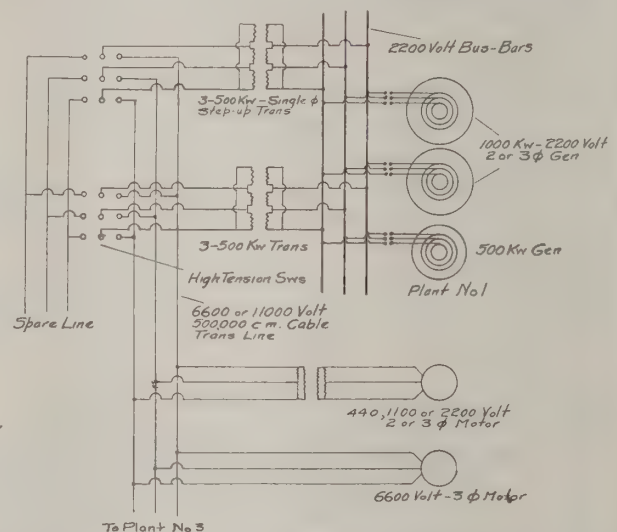 2200 Volt Bus-Bars
3-500 Kw-Single φ
Step-up Trans
1000 Kw-2200 Volt
2 or 3 φ Gen
3-500 Kw Trans
500 Kw Gen
Plant No 1
High Tension Sws
Spare Line
6600 or 11000 Volt
500,000 c m. Cable
Trans Line
440, 1100 or 2200 Volt
2 or 3 φ Motor
6600 Volt-3 φ Motor
To Plant No 3